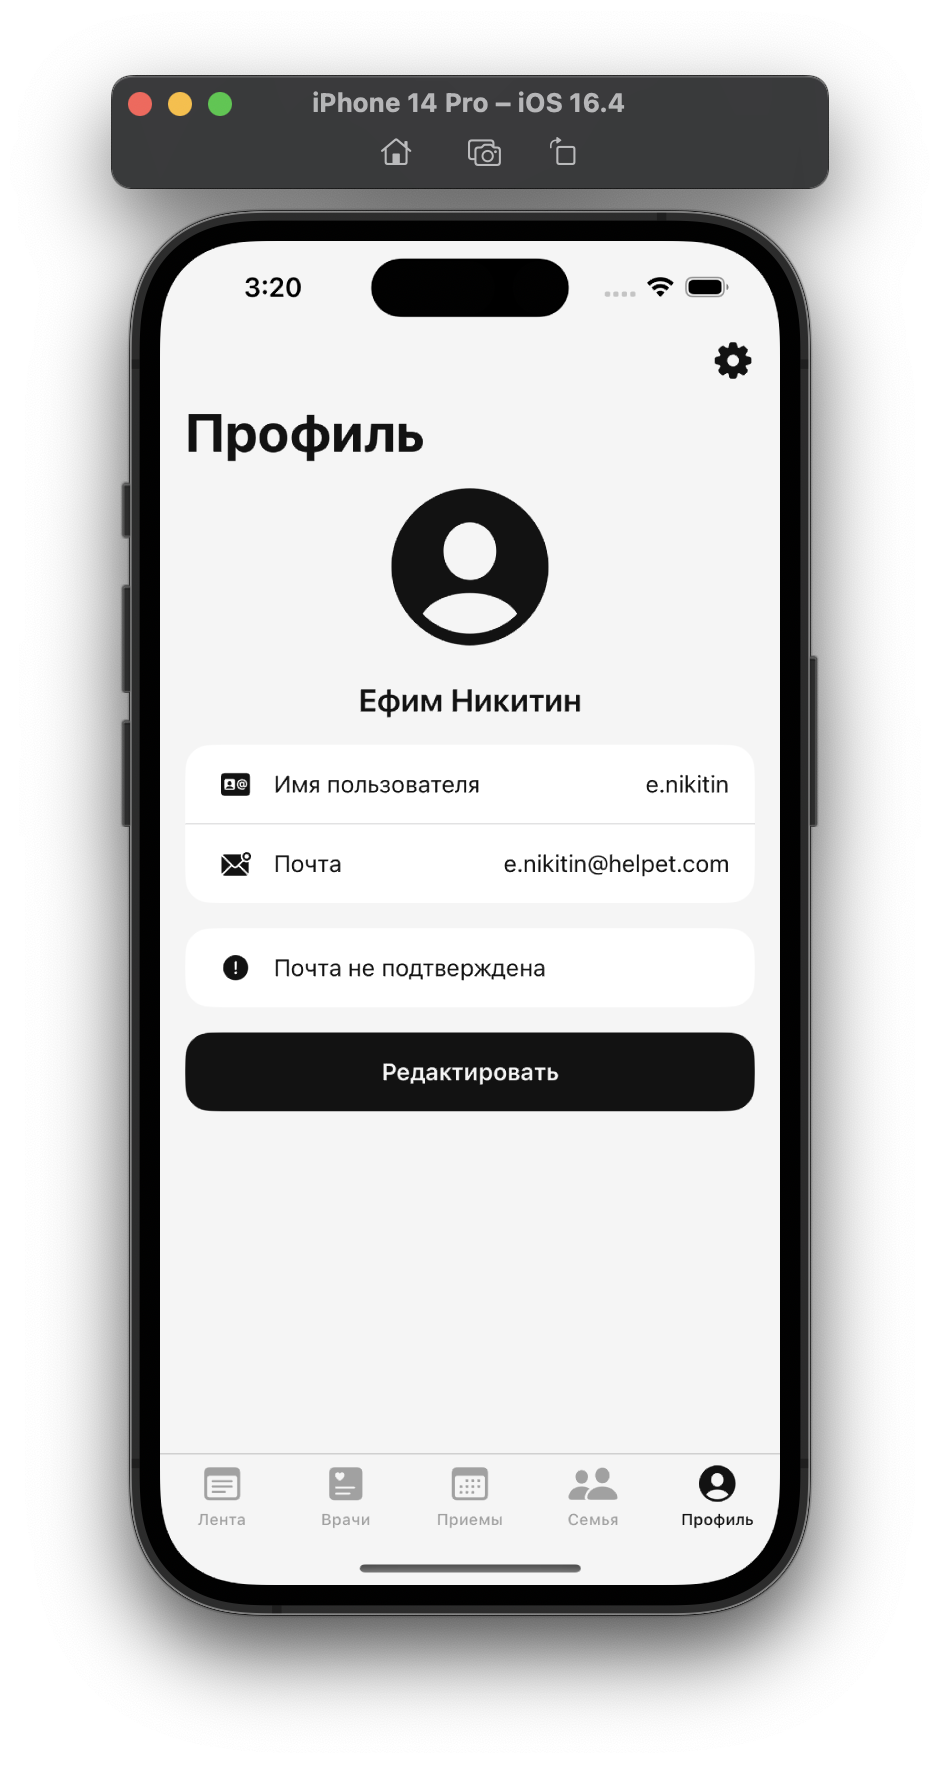 iPhone 14 Pro – iOS 16.4
3:20
Профиль
Ефим Никитин
Имя пользователя e.nikitin
Почта e.nikitin@helpet.com
Почта не подтверждена
Редактировать
Лента Врачи Приемы Семья Профиль